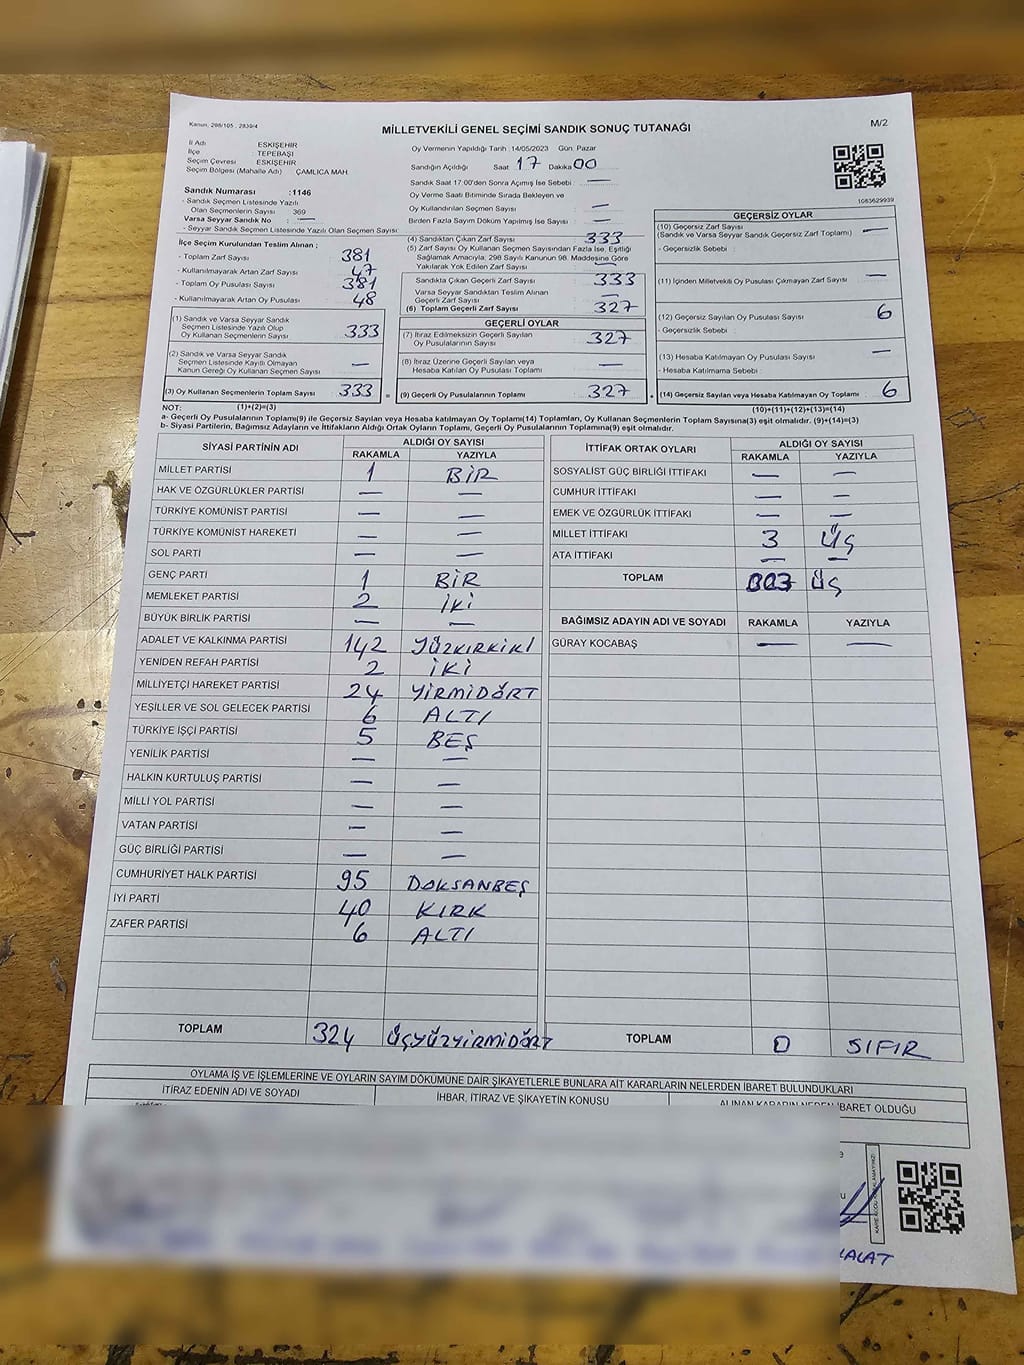 Kanun, 298/105 , 2839/4
MİLLETVEKİLİ GENEL SEÇİMİ SANDIK SONUÇ TUTANAĞI
M/2
İl Adı ESKİŞEHİR
İlçe : TEPEBAŞI
Seçim Çevresi ESKİŞEHİR
Seçim Bölgesi (Mahalle Adı) ÇAMLICA MAH.
Oy Vermenin Yapıldığı Tarih : 14/05/2023 Gün: Pazar
Sandığın Açıldığı Saat 17 Dakika 00
Sandık Saat 17:00'den Sonra Açımış İse Sebebi : —
Oy Verme Saati Bitiminde Sırada Bekleyen ve
Oy Kullandırılan Seçmen Sayısı —
Birden Fazla Sayım Döküm Yapılmış İse Sayısı : —
1083629939
Sandık Numarası : 1146
- Sandık Seçmen Listesinde Yazılı
Olan Seçmenlerin Sayısı 369
Varsa Seyyar Sandık No : —
- Seyyar Sandık Seçmen Listesinde Yazılı Olan Seçmen Sayısı:
İlçe Seçim Kurulundan Teslim Alınan ;
- Toplam Zarf Sayısı 381
- Kullanılmayarak Artan Zarf Sayısı 47
- Toplam Oy Pusulası Sayısı 381
- Kullanılmayarak Artan Oy Pusulası 48
(1) Sandık ve Varsa Seyyar Sandık
Seçmen Listesinde Yazılı Olup
Oy Kullanan Seçmenlerin Sayısı 333
(2) Sandık ve Varsa Seyyar Sandık
Seçmen Listesinde Kayıtlı Olmayan
Kanun Gereği Oy Kullanan Seçmen Sayısı —
(3) Oy Kullanan Seçmenlerin Toplam Sayısı 333 =
(1)+(2)=(3)
(4) Sandıktan Çıkan Zarf Sayısı 333
(5) Zarf Sayısı Oy Kullanan Seçmen Sayısından Fazla İse, Eşitliği
Sağlamak Amacıyla, 298 Sayılı Kanunun 98. Maddesine Göre
Yakılarak Yok Edilen Zarf Sayısı —
Sandıkta Çıkan Geçerli Zarf Sayısı 333
Varsa Seyyar Sandıktan Teslim Alınan
Geçerli Zarf Sayısı —
(6) Toplam Geçerli Zarf Sayısı 327
GEÇERLİ OYLAR
(7) İtiraz Edilmeksizin Geçerli Sayılan
Oy Pusulalarının Sayısı 327
(8) İtiraz Üzerine Geçerli Sayılan veya
Hesaba Katılan Oy Pusulası Toplamı —
(9) Geçerli Oy Pusulalarının Toplamı 327 +
GEÇERSİZ OYLAR
(10) Geçersiz Zarf Sayısı —
(Sandık ve Varsa Seyyar Sandık Geçersiz Zarf Toplamı)
- Geçersizlik Sebebi :
(11) İçinden Milletvekili Oy Pusulası Çıkmayan Zarf Sayısı —
(12) Geçersiz Sayılan Oy Pusulası Sayısı 6
- Geçersizlik Sebebi :
(13) Hesaba Katılmayan Oy Pusulası Sayısı —
- Hesaba Katılmama Sebebi :
(14) Geçersiz Sayılan veya Hesaba Katılmayan Oy Toplamı 6
(10)+(11)+(12)+(13)=(14)
NOT:
a- Geçerli Oy Pusulalarının Toplamı(9) ile Geçersiz Sayılan veya Hesaba katılmayan Oy Toplamı(14) Toplamları, Oy Kullanan Seçmenlerin Toplam Sayısına(3) eşit olmalıdır. (9)+(14)=(3)
b- Siyasi Partilerin, Bağımsız Adayların ve İttifakların Aldığı Ortak Oyların Toplamı, Geçerli Oy Pusulalarının Toplamına(9) eşit olmalıdır.
SİYASİ PARTİNİN ADI ALDIĞI OY SAYISI
RAKAMLA YAZIYLA
MİLLET PARTİSİ 1 BİR
HAK VE ÖZGÜRLÜKLER PARTİSİ — —
TÜRKİYE KOMÜNİST PARTİSİ — —
TÜRKİYE KOMÜNİST HAREKETİ — —
SOL PARTİ — —
GENÇ PARTİ 1 BİR
MEMLEKET PARTİSİ 2 İKİ
BÜYÜK BİRLİK PARTİSİ — —
ADALET VE KALKINMA PARTİSİ 142 YÜZKIRKİKİ
YENİDEN REFAH PARTİSİ 2 İKİ
MİLLİYETÇİ HAREKET PARTİSİ 24 YİRMİDÖRT
YEŞİLLER VE SOL GELECEK PARTİSİ 6 ALTI
TÜRKİYE İŞÇİ PARTİSİ 5 BEŞ
YENİLİK PARTİSİ — —
HALKIN KURTULUŞ PARTİSİ — —
MİLLİ YOL PARTİSİ — —
VATAN PARTİSİ — —
GÜÇ BİRLİĞİ PARTİSİ — —
CUMHURİYET HALK PARTİSİ 95 DOKSANBEŞ
İYİ PARTİ 40 KIRK
ZAFER PARTİSİ 6 ALTI
TOPLAM 324 ÜÇYÜZYİRMİDÖRT
İTTİFAK ORTAK OYLARI ALDIĞI OY SAYISI
RAKAMLA YAZIYLA
SOSYALİST GÜÇ BİRLİĞİ İTTİFAKI — —
CUMHUR İTTİFAKI — —
EMEK VE ÖZGÜRLÜK İTTİFAKI — —
MİLLET İTTİFAKI 3 ÜÇ
ATA İTTİFAKI — —
TOPLAM 003 ÜÇ
BAĞIMSIZ ADAYIN ADI VE SOYADI RAKAMLA YAZIYLA
GÜRAY KOCABAŞ — —
TOPLAM 0 SIFIR
OYLAMA İŞ VE İŞLEMLERİNE VE OYLARIN SAYIM DÖKÜMÜNE DAİR ŞİKAYETLERLE BUNLARA AİT KARARLARIN NELERDEN İBARET BULUNDUKLARI
İTİRAZ EDENİN ADI VE SOYADI İHBAR, İTİRAZ VE ŞİKAYETİN KONUSU ALINAN KARARIN NEDEN İBARET OLDUĞU